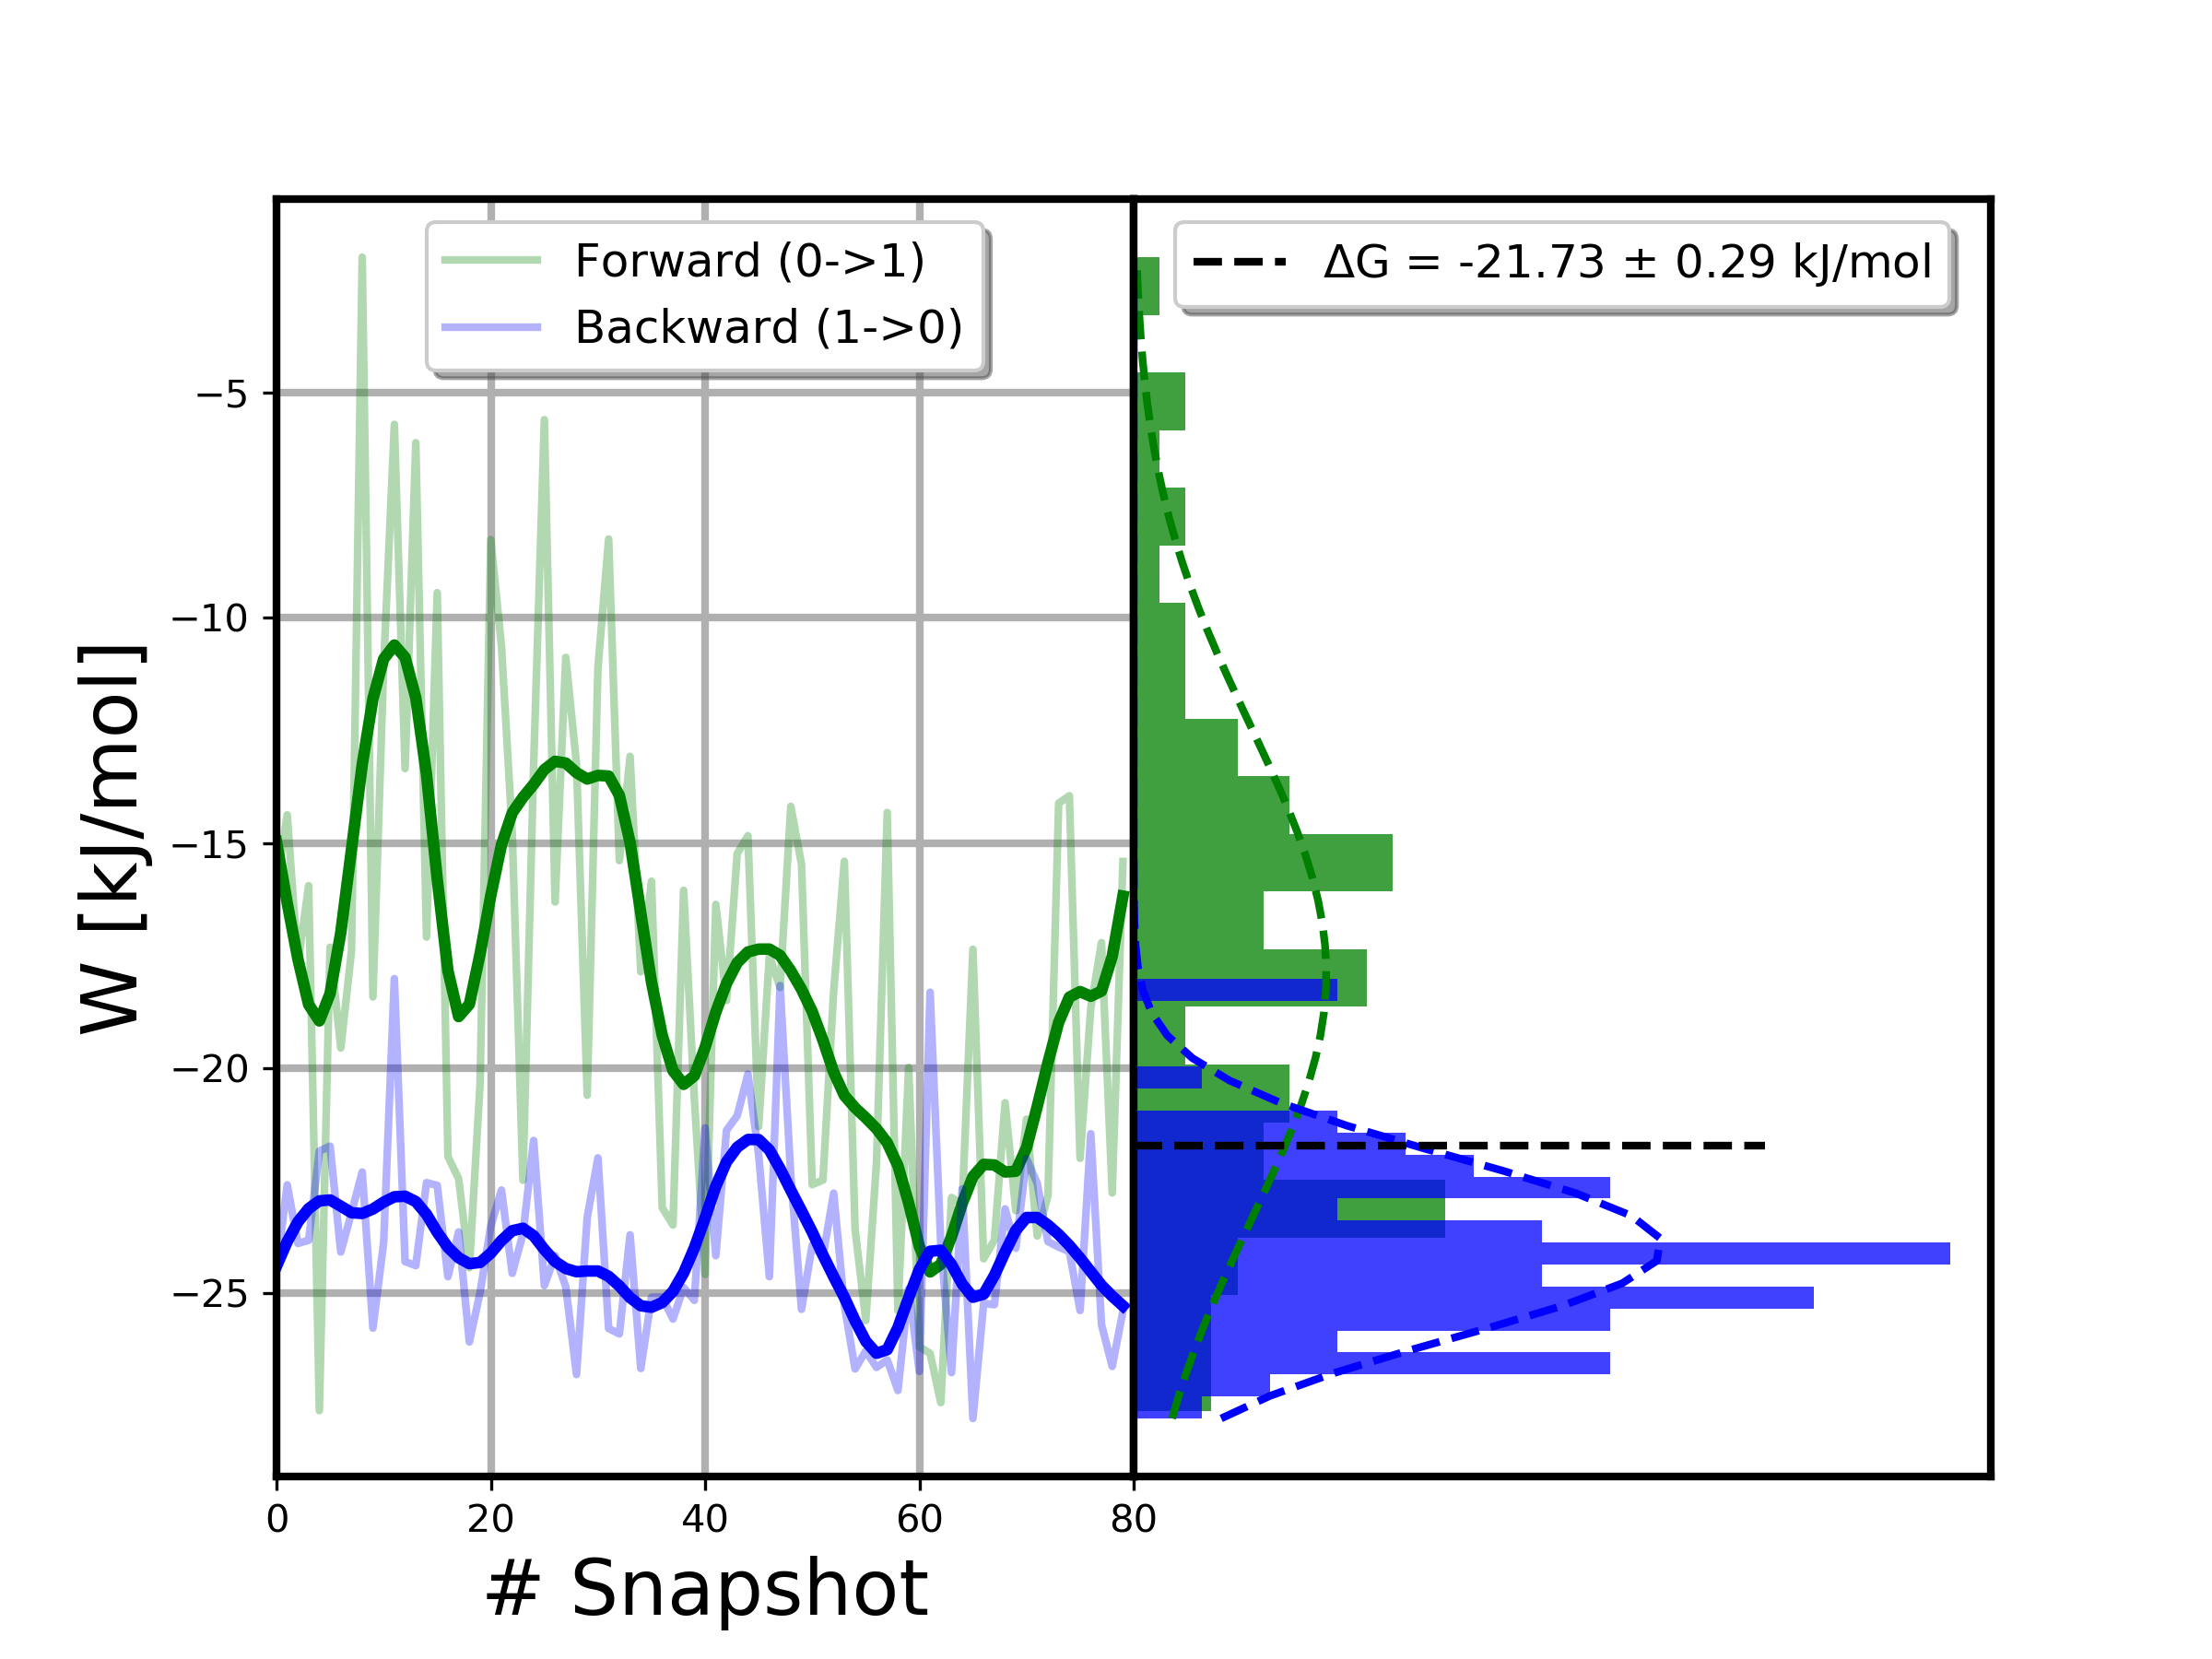 Forward (0->1)
Backward (1->0)
ΔG = -21.73 ± 0.29 kJ/mol
W [kJ/mol]
−5
−10
−15
−20
−25
0 20 40 60 80
# Snapshot